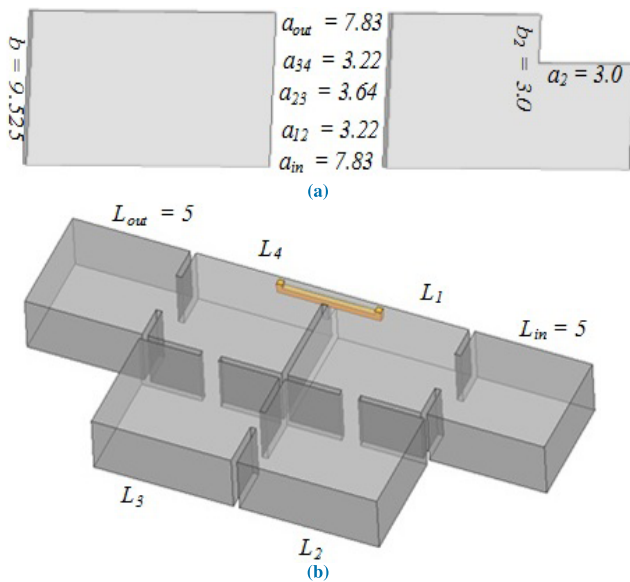 b = 9.525
a_out = 7.83
a_34 = 3.22
a_23 = 3.64
a_12 = 3.22
a_in = 7.83
b_2 = 3.0
a_2 = 3.0
(a)
L_out = 5
L_4
L_1
L_in = 5
L_3
L_2
(b)